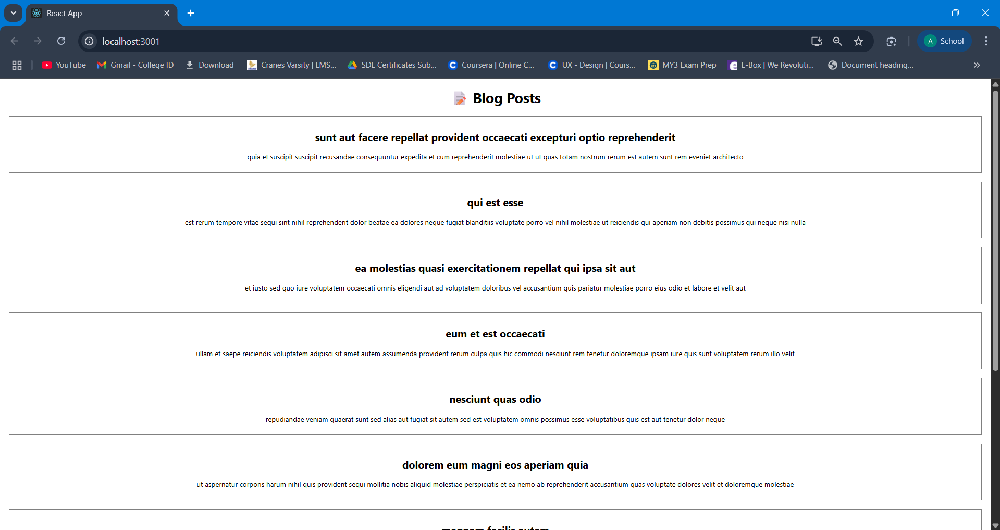 React App
localhost:3001
School
YouTube
Gmail - College ID
Download
Cranes Varsity | LMS...
SDE Certificates Sub...
Coursera | Online C...
UX - Design | Cours...
MY3 Exam Prep
E-Box | We Revoluti...
Document heading...
Blog Posts
sunt aut facere repellat provident occaecati excepturi optio reprehenderit
quia et suscipit suscipit recusandae consequuntur expedita et cum reprehenderit molestiae ut ut quas totam nostrum rerum est autem sunt rem eveniet architecto
qui est esse
est rerum tempore vitae sequi sint nihil reprehenderit dolor beatae ea dolores neque fugiat blanditiis voluptate porro vel nihil molestiae ut reiciendis qui aperiam non debitis possimus qui neque nisi nulla
ea molestias quasi exercitationem repellat qui ipsa sit aut
et iusto sed quo iure voluptatem occaecati omnis eligendi aut ad voluptatem doloribus vel accusantium quis pariatur molestiae porro eius odio et labore et velit aut
eum et est occaecati
ullam et saepe reiciendis voluptatem adipisci sit amet autem assumenda provident rerum culpa quis hic commodi nesciunt rem tenetur doloremque ipsam iure quis sunt voluptatem rerum illo velit
nesciunt quas odio
repudiandae veniam quaerat sunt sed alias aut fugiat sit autem sed est voluptatem omnis possimus esse voluptatibus quis est aut tenetur dolor neque
dolorem eum magni eos aperiam quia
ut aspernatur corporis harum nihil quis provident sequi mollitia nobis aliquid molestiae perspiciatis et ea nemo ab reprehenderit accusantium quas voluptate dolores velit et doloremque molestiae
magnam facilis autem